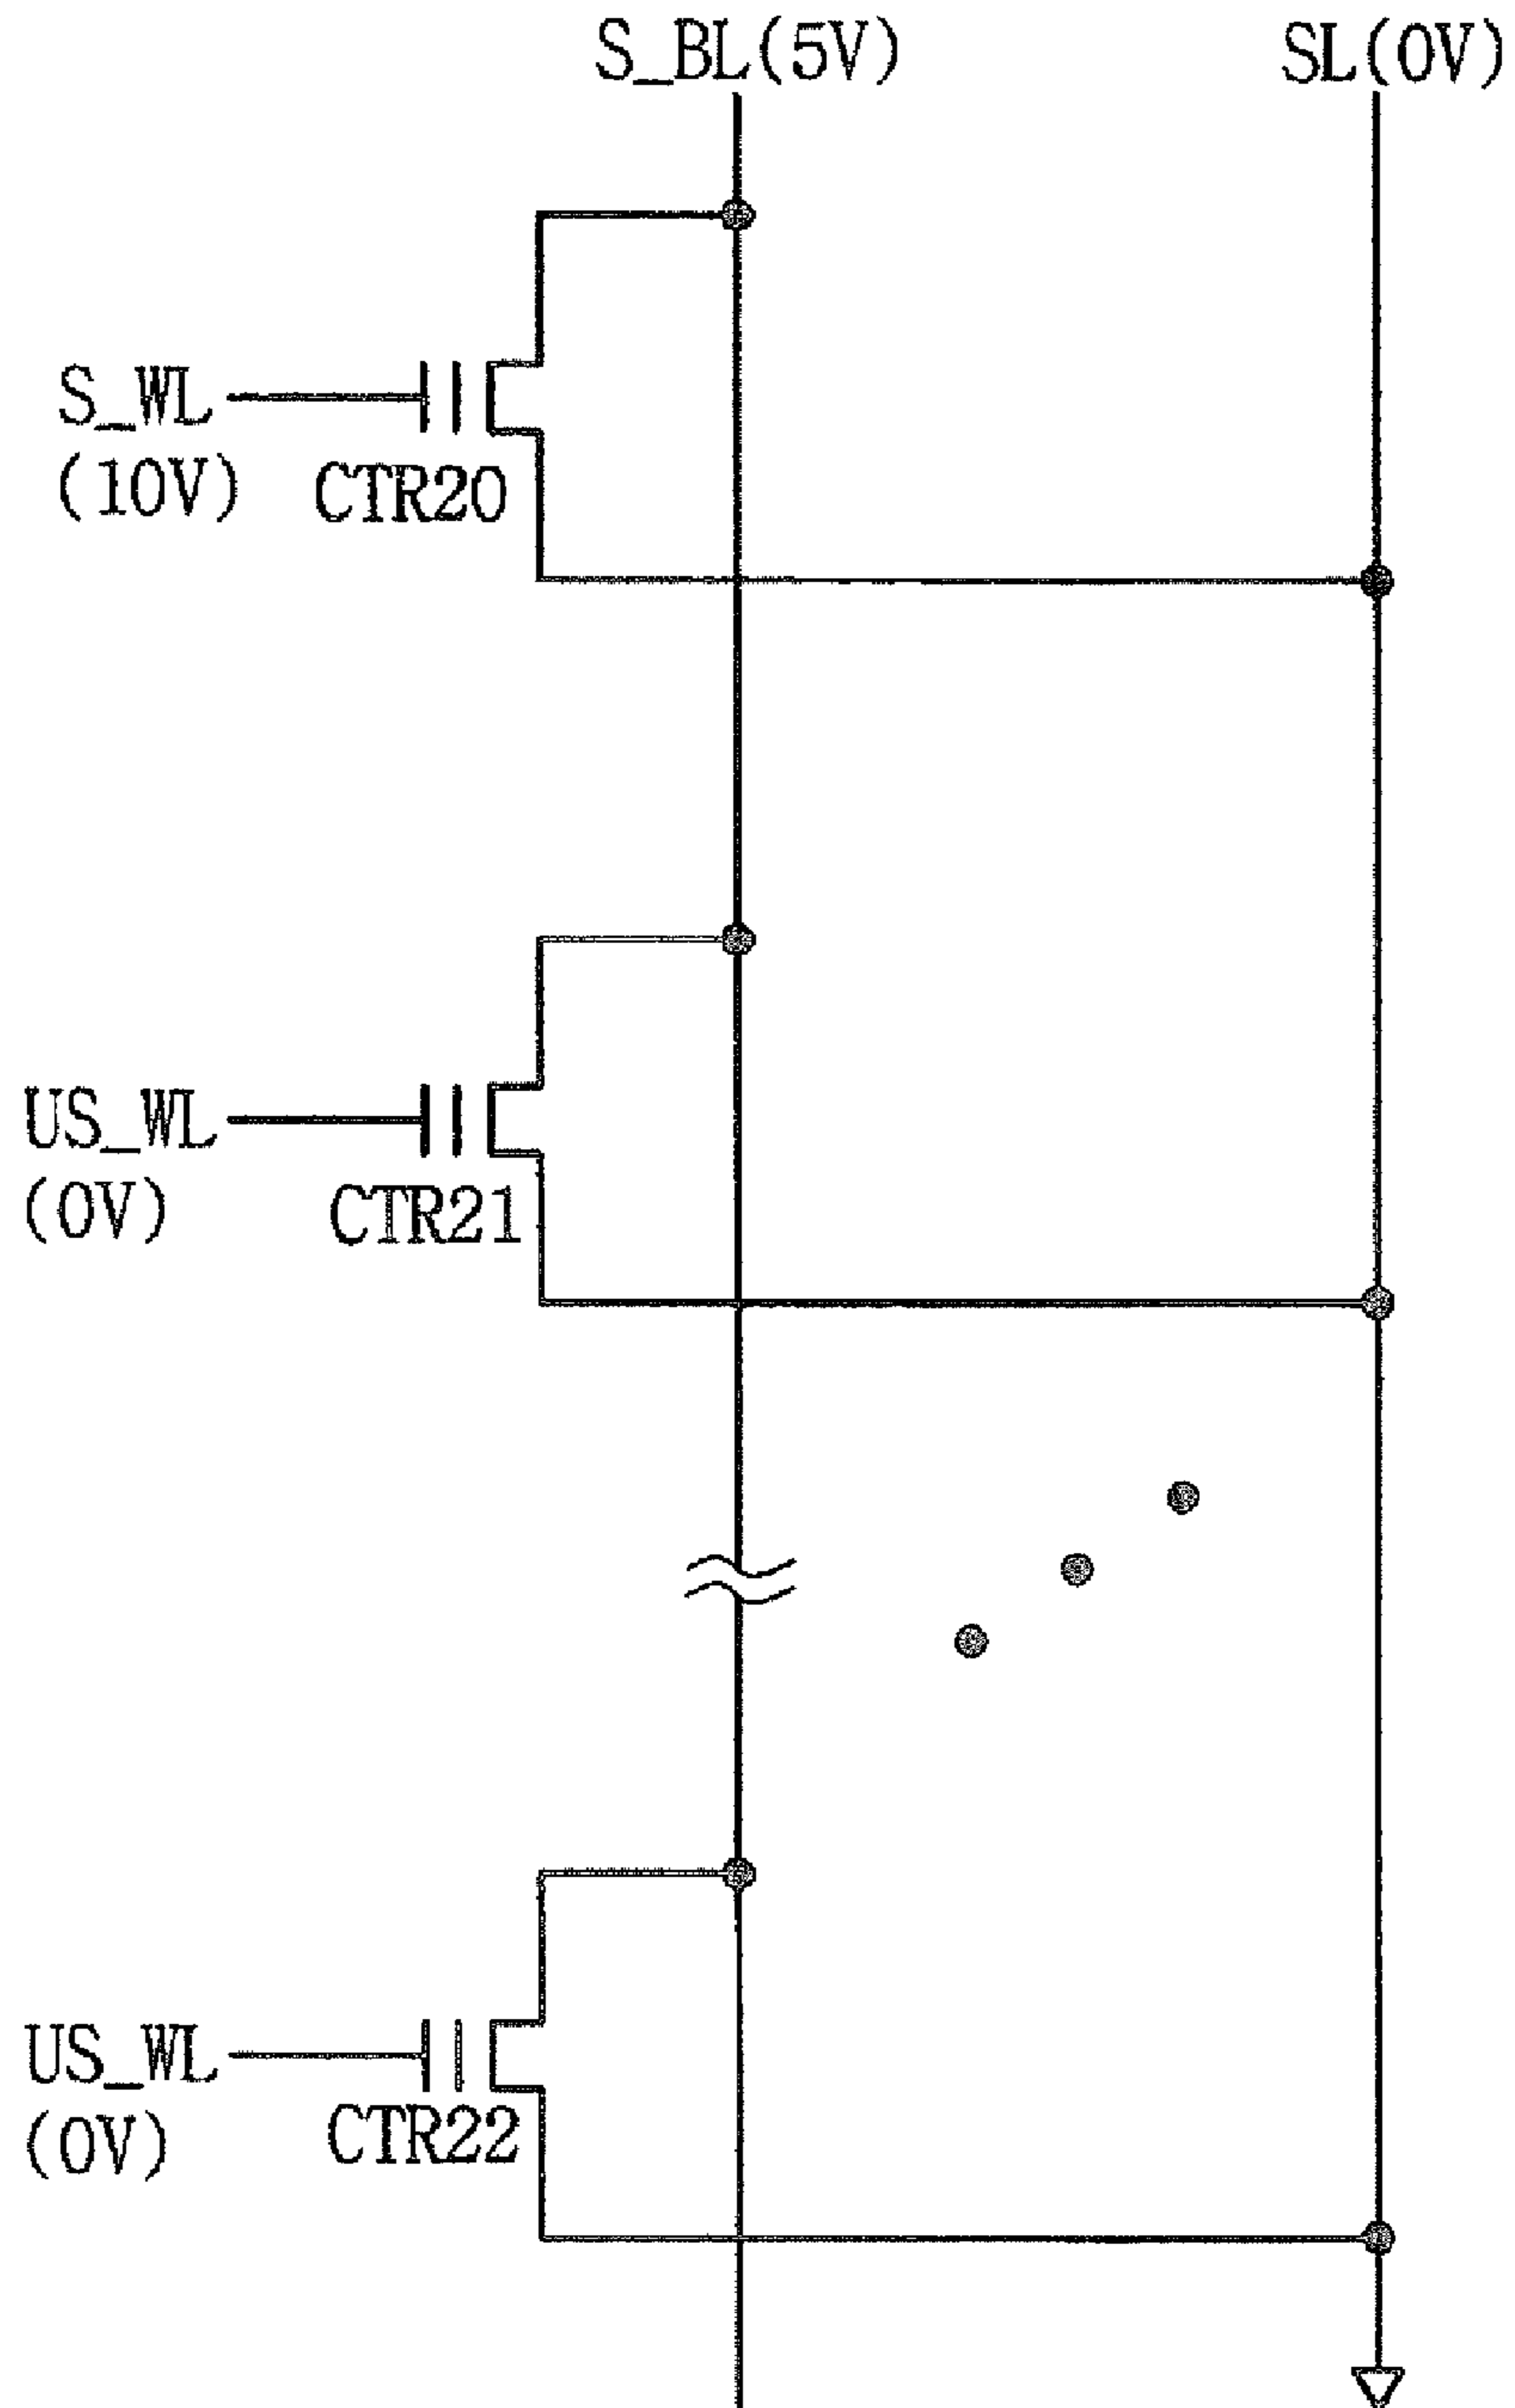 S_BL(5V) SL(0V)
S_WL
(10V) CTR20
US_WL
(0V) CTR21
US_WL
(0V) CTR22